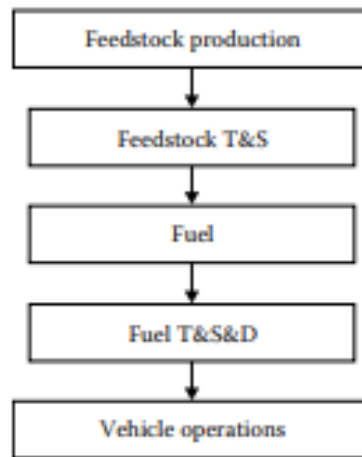 Feedstock production
Feedstock T&S
Fuel
Fuel T&S&D
Vehicle operations